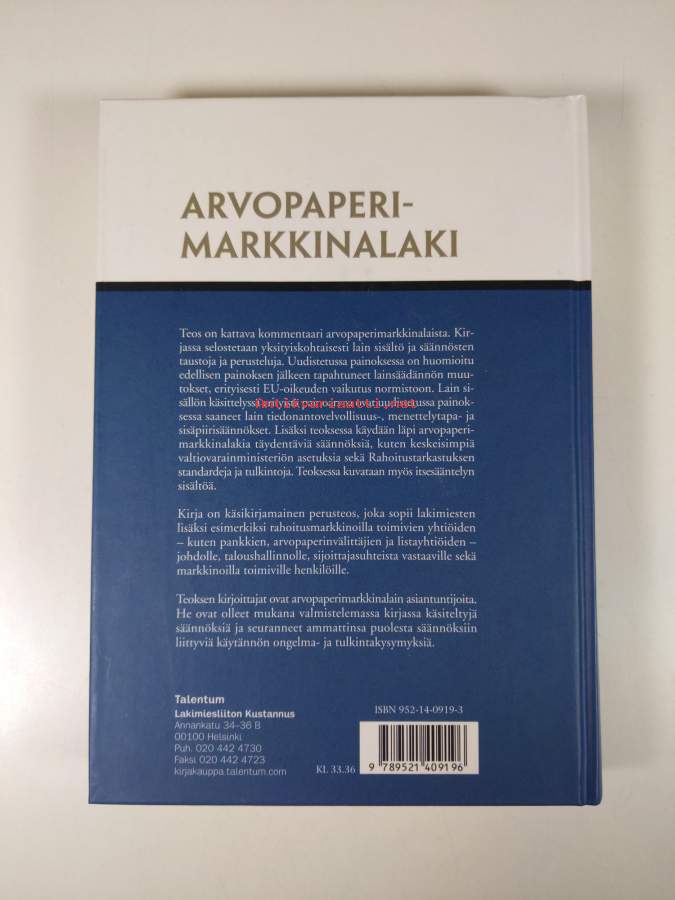 ARVOPAPERI-
MARKKINALAKI
Teos on kattava kommentaari arvopaperimarkkinalaista. Kir-
jassa selostetaan yksityiskohtaisesti lain sisältö ja säännösten
taustoja ja perusteluja. Uudistetussa painoksessa on huomioitu
edellisen painoksen jälkeen tapahtuneet lainsäädännön muu-
tokset, erityisesti EU-oikeuden vaikutus normistoon. Lain si-
sällön käsittelyssä erityistä painoarvoa uudistetussa painok-
Antikvariaatti.net
sessa saaneet lain tiedonantovelvollisuus-, menettelytapa- ja
sisäpiirisäännökset. Lisäksi teoksessa käydään läpi arvopaperi-
markkinalakia täydentäviä säännöksiä, kuten keskeisimpiä
valtiovarainministeriön asetuksia sekä Rahoitustarkastuksen
standardeja ja tulkintoja. Teoksessa kuvataan myös itsesääntelyn
sisältöä.
Kirja on käsikirjamainen perusteos, joka sopii lakimiesten
lisäksi esimerkiksi rahoitusmarkkinoilla toimivien yhtiöiden
– kuten pankkien, arvopaperinvälittäjien ja listayhtiöiden –
johdolle, taloushallinnolle, sijoittajasuhteista vastaaville sekä
markkinoilla toimiville henkilöille.
Teoksen kirjoittajat ovat arvopaperimarkkinalain asiantuntijoita.
He ovat olleet mukana valmistelemassa kirjassa käsiteltyjä
säännöksiä ja seuranneet ammattinsa puolesta säännöksiin
liittyviä käytännön ongelma- ja tulkintakysymyksiä.
Talentum
Lakimiesliiton Kustannus
Annankatu 34-36 B
00100 Helsinki
Puh. 020 442 4730
Faksi 020 442 4723
kirjakauppa.talentum.com
KL 33.36
ISBN 952-14-0919-3
9 789521 409196